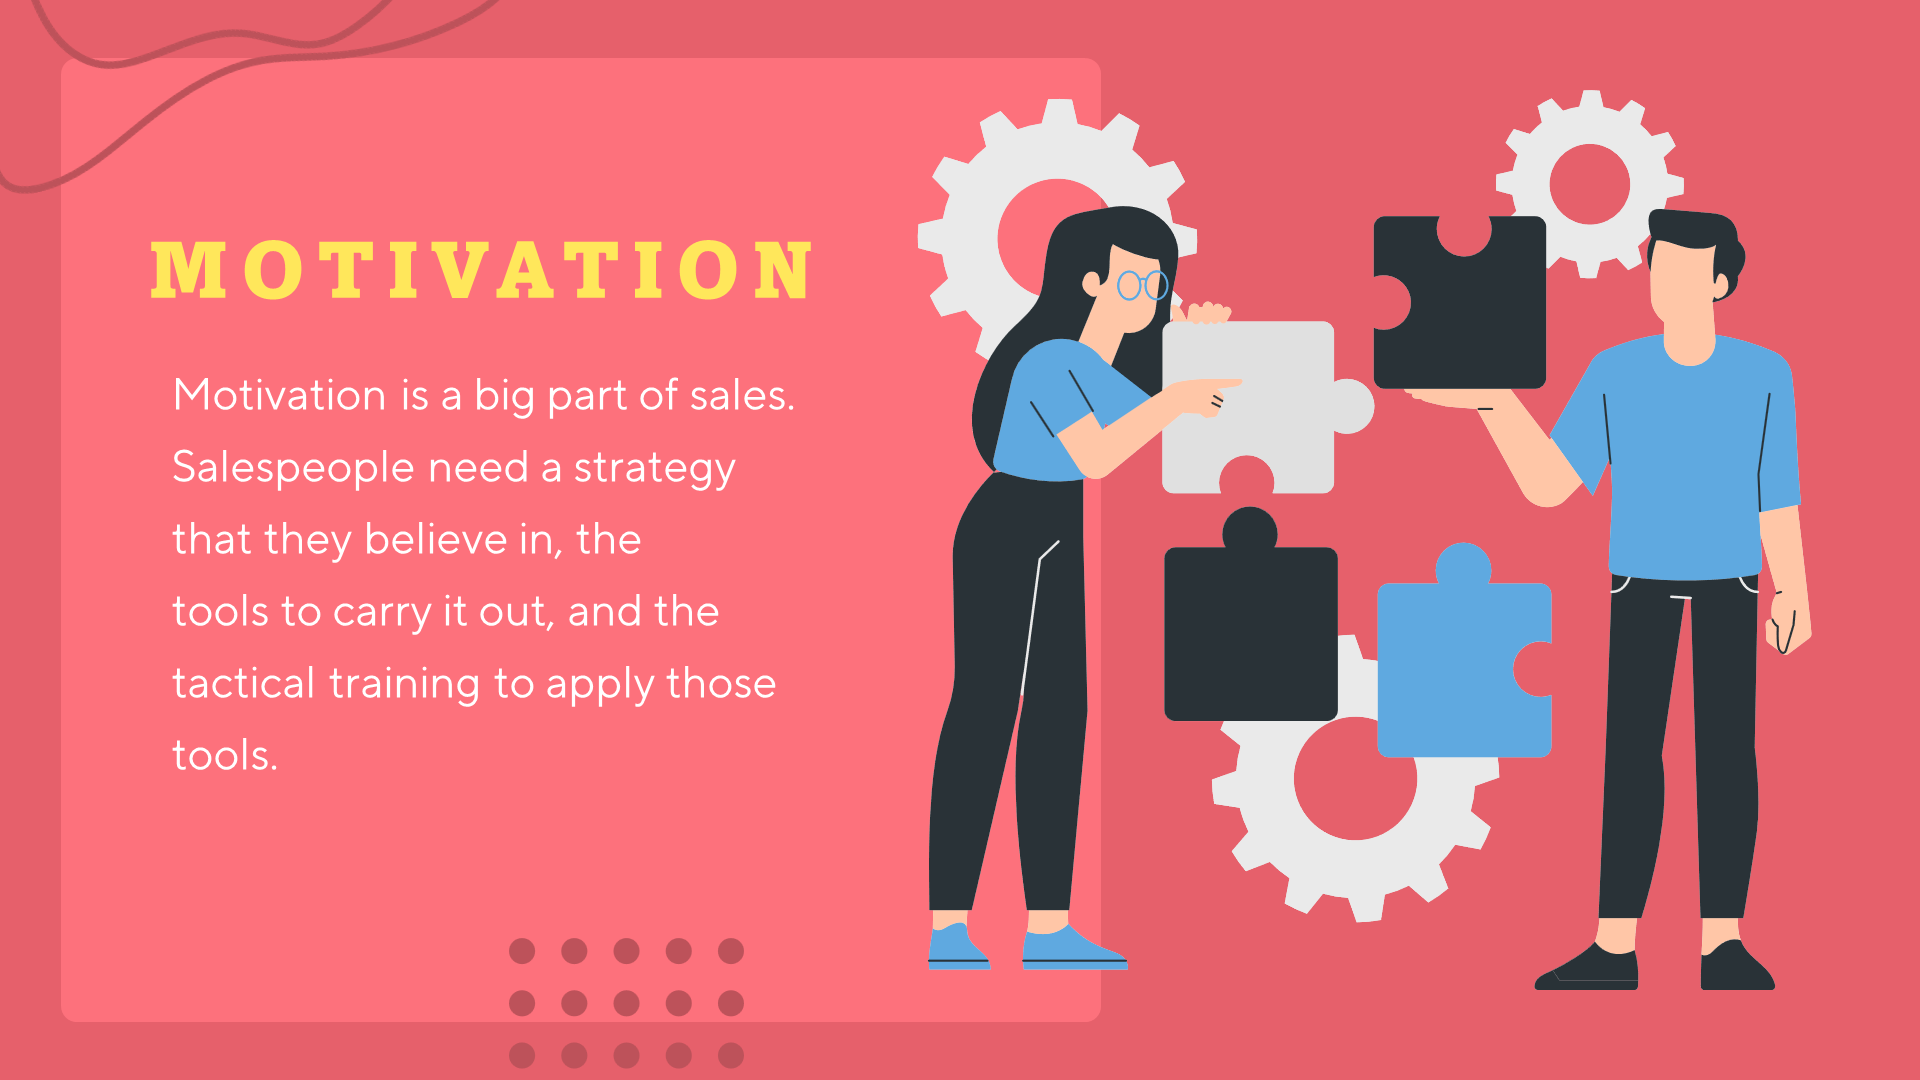 MOTIVATION
Motivation is a big part of sales.
Salespeople need a strategy
that they believe in, the
tools to carry it out, and the
tactical training to apply those
tools.